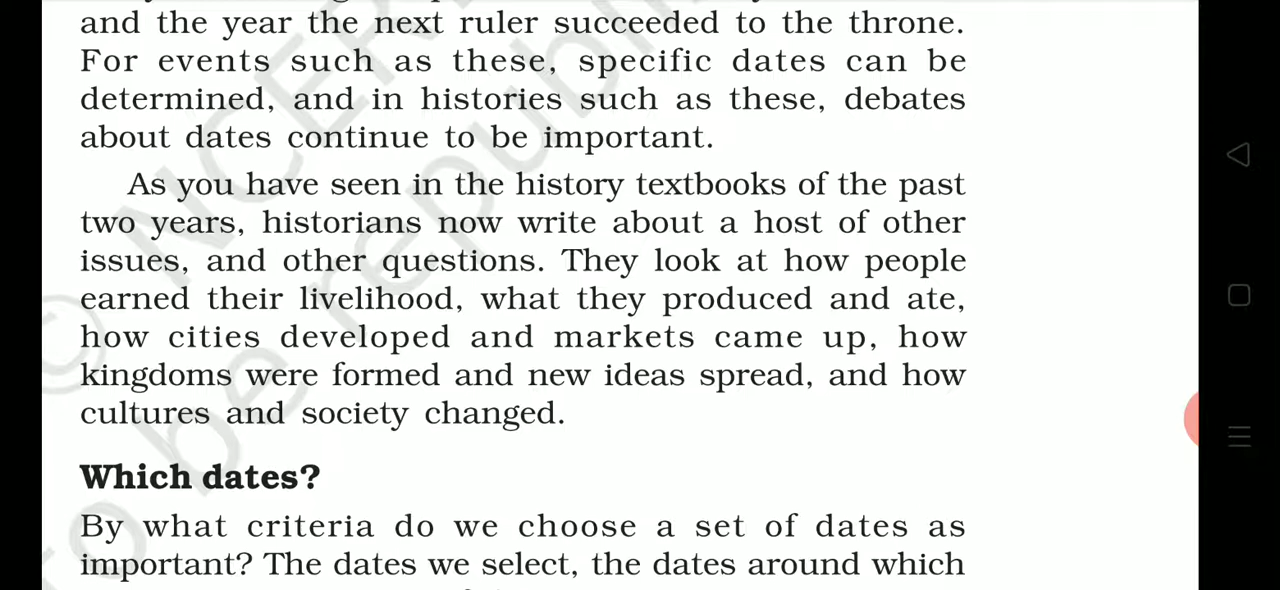 and the year the next ruler succeeded to the throne.
For events such as these, specific dates can be
determined, and in histories such as these, debates
about dates continue to be important.
As you have seen in the history textbooks of the past
two years, historians now write about a host of other
issues, and other questions. They look at how people
earned their livelihood, what they produced and ate,
how cities developed and markets came up, how
kingdoms were formed and new ideas spread, and how
cultures and society changed.
Which dates?
By what criteria do we choose a set of dates as
important? The dates we select, the dates around which